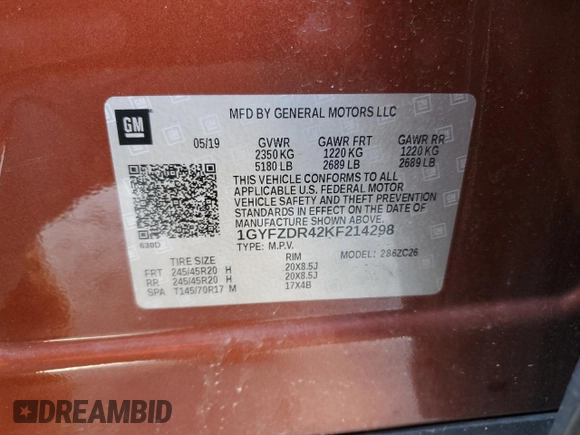 GM
MFD BY GENERAL MOTORS LLC
05/19 GVWR GAWR FRT GAWR RR
2350 KG 1220 KG 1220 KG
5180 LB 2689 LB 2689 LB
THIS VEHICLE CONFORMS TO ALL
APPLICABLE U.S. FEDERAL MOTOR
VEHICLE SAFETY AND THEFT PREVENTION
STANDARDS IN EFFECT ON THE DATE OF
MANUFACTURE SHOWN ABOVE.
1GYFZDR42KF214298
639D
TYPE: M.P.V. MODEL: 286ZC26
TIRE SIZE RIM
FRT 245/45R20 H 20X8.5J
RR 245/45R20 H 20X8.5J
SPA T145/70R17 M 17X4B
DREAMBID